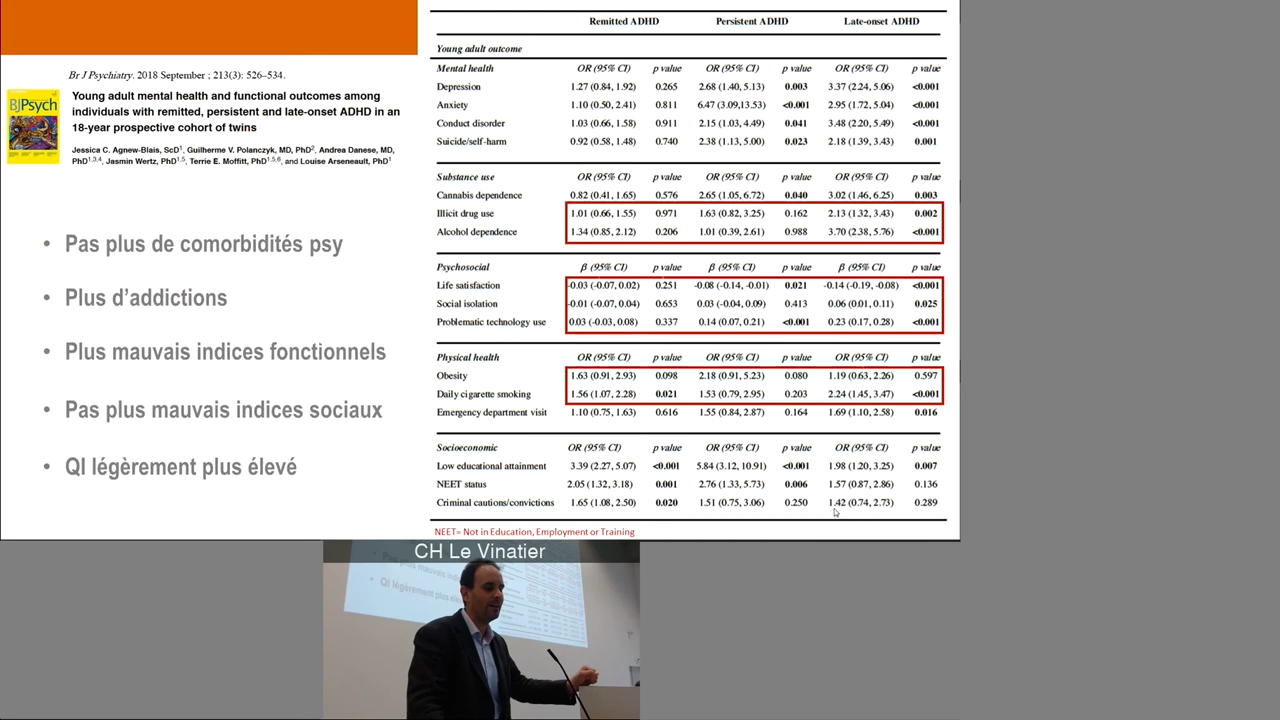 Br J Psychiatry. 2018 September ; 213(3): 526–534.
BJPsych
Young adult mental health and functional outcomes among
individuals with remitted, persistent and late-onset ADHD in an
18-year prospective cohort of twins
Jessica C. Agnew-Blais, ScD1, Guilherme V. Polanczyk, MD, PhD2, Andrea Danese, MD,
PhD1,3,4, Jasmin Wertz, PhD1,5, Terrie E. Moffitt, PhD1,5,6, and Louise Arseneault, PhD1
• Pas plus de comorbidités psy
• Plus d’addictions
• Plus mauvais indices fonctionnels
• Pas plus mauvais indices sociaux
• QI légèrement plus élevé
Remitted ADHD Persistent ADHD Late-onset ADHD
Young adult outcome
Mental health OR (95% CI) p value OR (95% CI) p value OR (95% CI) p value
Depression 1.27 (0.84, 1.92) 0.265 2.68 (1.40, 5.13) 0.003 3.37 (2.24, 5.06) <0.001
Anxiety 1.10 (0.50, 2.41) 0.811 6.47 (3.09,13.53) <0.001 2.95 (1.72, 5.04) <0.001
Conduct disorder 1.03 (0.66, 1.58) 0.911 2.15 (1.03, 4.49) 0.041 3.48 (2.20, 5.49) <0.001
Suicide/self-harm 0.92 (0.58, 1.48) 0.740 2.38 (1.13, 5.00) 0.023 2.18 (1.39, 3.43) 0.001
Substance use OR (95% CI) p value OR (95% CI) p value OR (95% CI) p value
Cannabis dependence 0.82 (0.41, 1.65) 0.576 2.65 (1.05, 6.72) 0.040 3.02 (1.46, 6.25) 0.003
Illicit drug use 1.01 (0.66, 1.55) 0.971 1.63 (0.82, 3.25) 0.162 2.13 (1.32, 3.43) 0.002
Alcohol dependence 1.34 (0.85, 2.12) 0.206 1.01 (0.39, 2.61) 0.988 3.70 (2.38, 5.76) <0.001
Psychosocial β (95% CI) p value β (95% CI) p value β (95% CI) p value
Life satisfaction -0.03 (-0.07, 0.02) 0.251 -0.08 (-0.14, -0.01) 0.021 -0.14 (-0.19, -0.08) <0.001
Social isolation -0.01 (-0.07, 0.04) 0.653 0.03 (-0.04, 0.09) 0.413 0.06 (0.01, 0.11) 0.025
Problematic technology use 0.03 (-0.03, 0.08) 0.337 0.14 (0.07, 0.21) <0.001 0.23 (0.17, 0.28) <0.001
Physical health OR (95% CI) p value OR (95% CI) p value OR (95% CI) p value
Obesity 1.63 (0.91, 2.93) 0.098 2.18 (0.91, 5.23) 0.080 1.19 (0.63, 2.26) 0.597
Daily cigarette smoking 1.56 (1.07, 2.28) 0.021 1.53 (0.79, 2.95) 0.203 2.24 (1.45, 3.47) <0.001
Emergency department visit 1.10 (0.75, 1.63) 0.616 1.55 (0.84, 2.87) 0.164 1.69 (1.10, 2.58) 0.016
Socioeconomic OR (95% CI) p value OR (95% CI) p value OR (95% CI) p value
Low educational attainment 3.39 (2.27, 5.07) <0.001 5.84 (3.12, 10.91) <0.001 1.98 (1.20, 3.25) 0.007
NEET status 2.05 (1.32, 3.18) 0.001 2.76 (1.33, 5.73) 0.006 1.57 (0.87, 2.86) 0.136
Criminal cautions/convictions 1.65 (1.08, 2.50) 0.020 1.51 (0.75, 3.06) 0.250 1.42 (0.74, 2.73) 0.289
NEET= Not in Education, Employment or Training
CH Le Vinatier
Pas plus mauvais indic
• QI légèrement plus éle